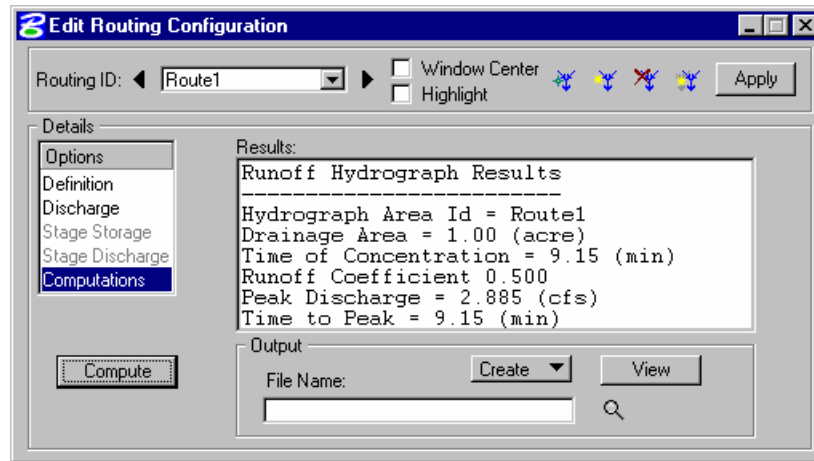 Edit Routing Configuration
Routing ID: Route1 Window Center Apply
Highlight
Details
Options
Definition
Discharge
Stage Storage
Stage Discharge
Computations
Compute
Results:
Runoff Hydrograph Results
-------------------------
Hydrograph Area Id = Route1
Drainage Area = 1.00 (acre)
Time of Concentration = 9.15 (min)
Runoff Coefficient 0.500
Peak Discharge = 2.885 (cfs)
Time to Peak = 9.15 (min)
Output
File Name: Create View